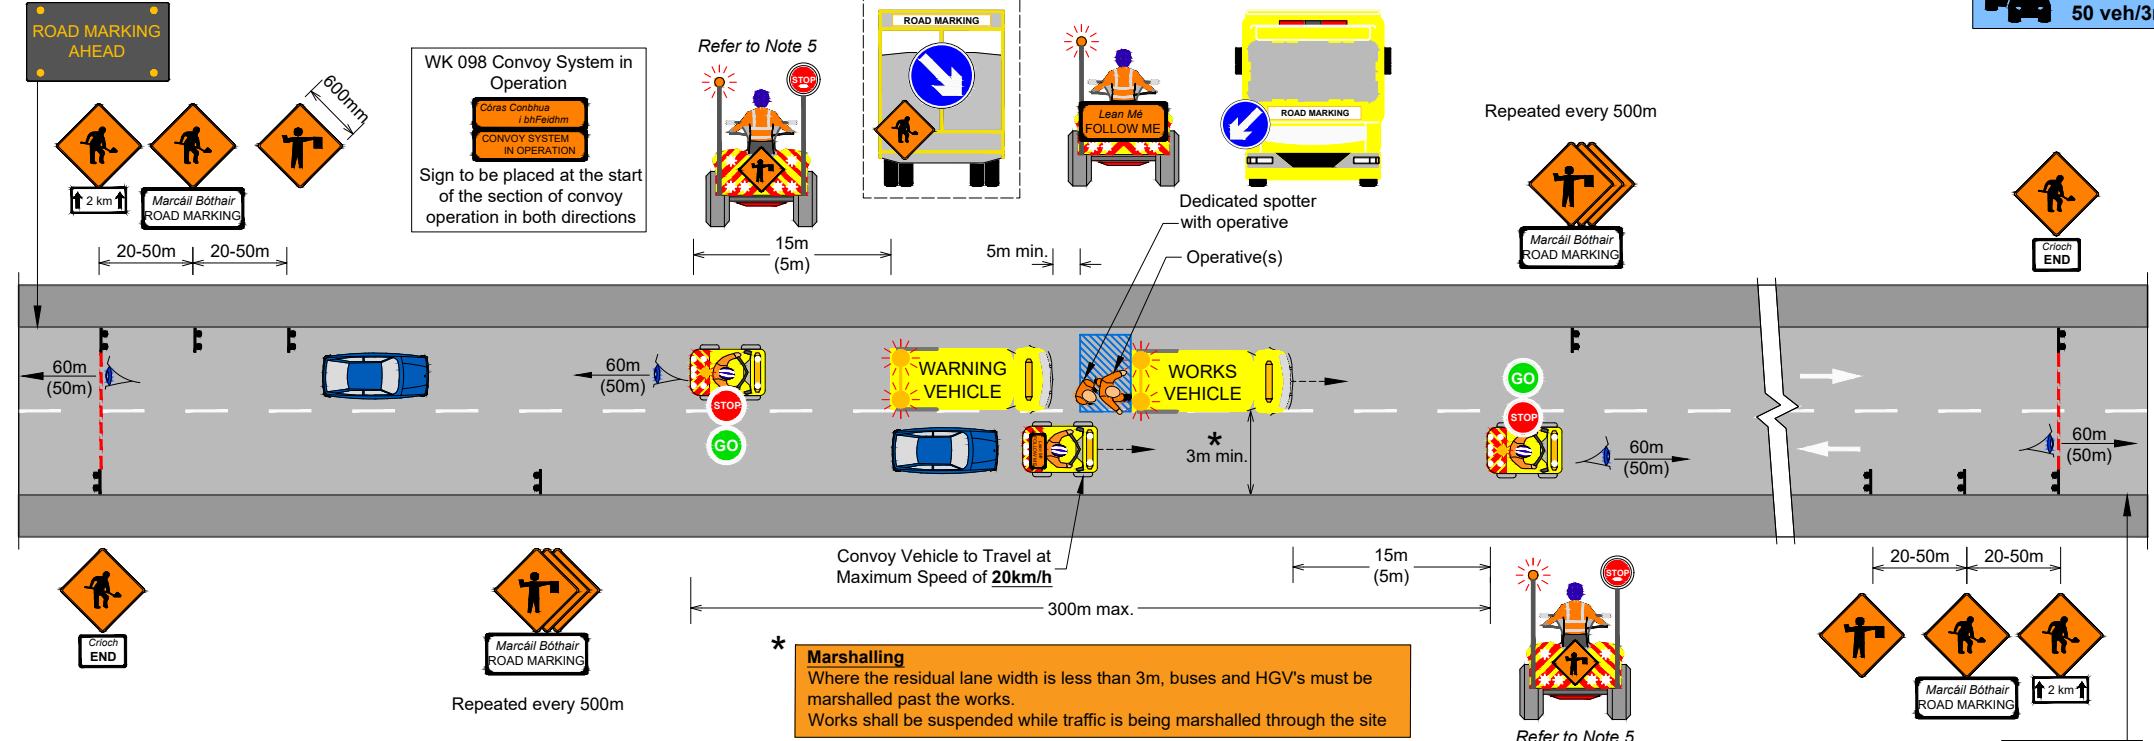 ROAD MARKING
AHEAD
600mm
2 km
Marcáil Bóthair
ROAD MARKING
20-50m
20-50m
WK 098 Convoy System in
Operation
Córas Conbhua
i bhFeidhm
CONVOY SYSTEM
IN OPERATION
Sign to be placed at the start
of the section of convoy
operation in both directions
Refer to Note 5
STOP
15m
(5m)
ROAD MARKING
5m min.
Lean Mé
FOLLOW ME
Dedicated spotter
with operative
Operative(s)
ROAD MARKING
50 veh/3
Repeated every 500m
Marcáil Bóthair
ROAD MARKING
Críoch
END
60m
(50m)
60m
(50m)
STOP
GO
WARNING
VEHICLE
WORKS
VEHICLE
*
3m min.
GO
STOP
60m
(50m)
60m
(50m)
Críoch
END
Marcáil Bóthair
ROAD MARKING
Repeated every 500m
Convoy Vehicle to Travel at
Maximum Speed of 20km/h
300m max.
15m
(5m)
*
Marshalling
Where the residual lane width is less than 3m, buses and HGV's must be
marshalled past the works.
Works shall be suspended while traffic is being marshalled through the site
STOP
Refer to Note 5
20-50m
20-50m
Marcáil Bóthair
ROAD MARKING
2 km